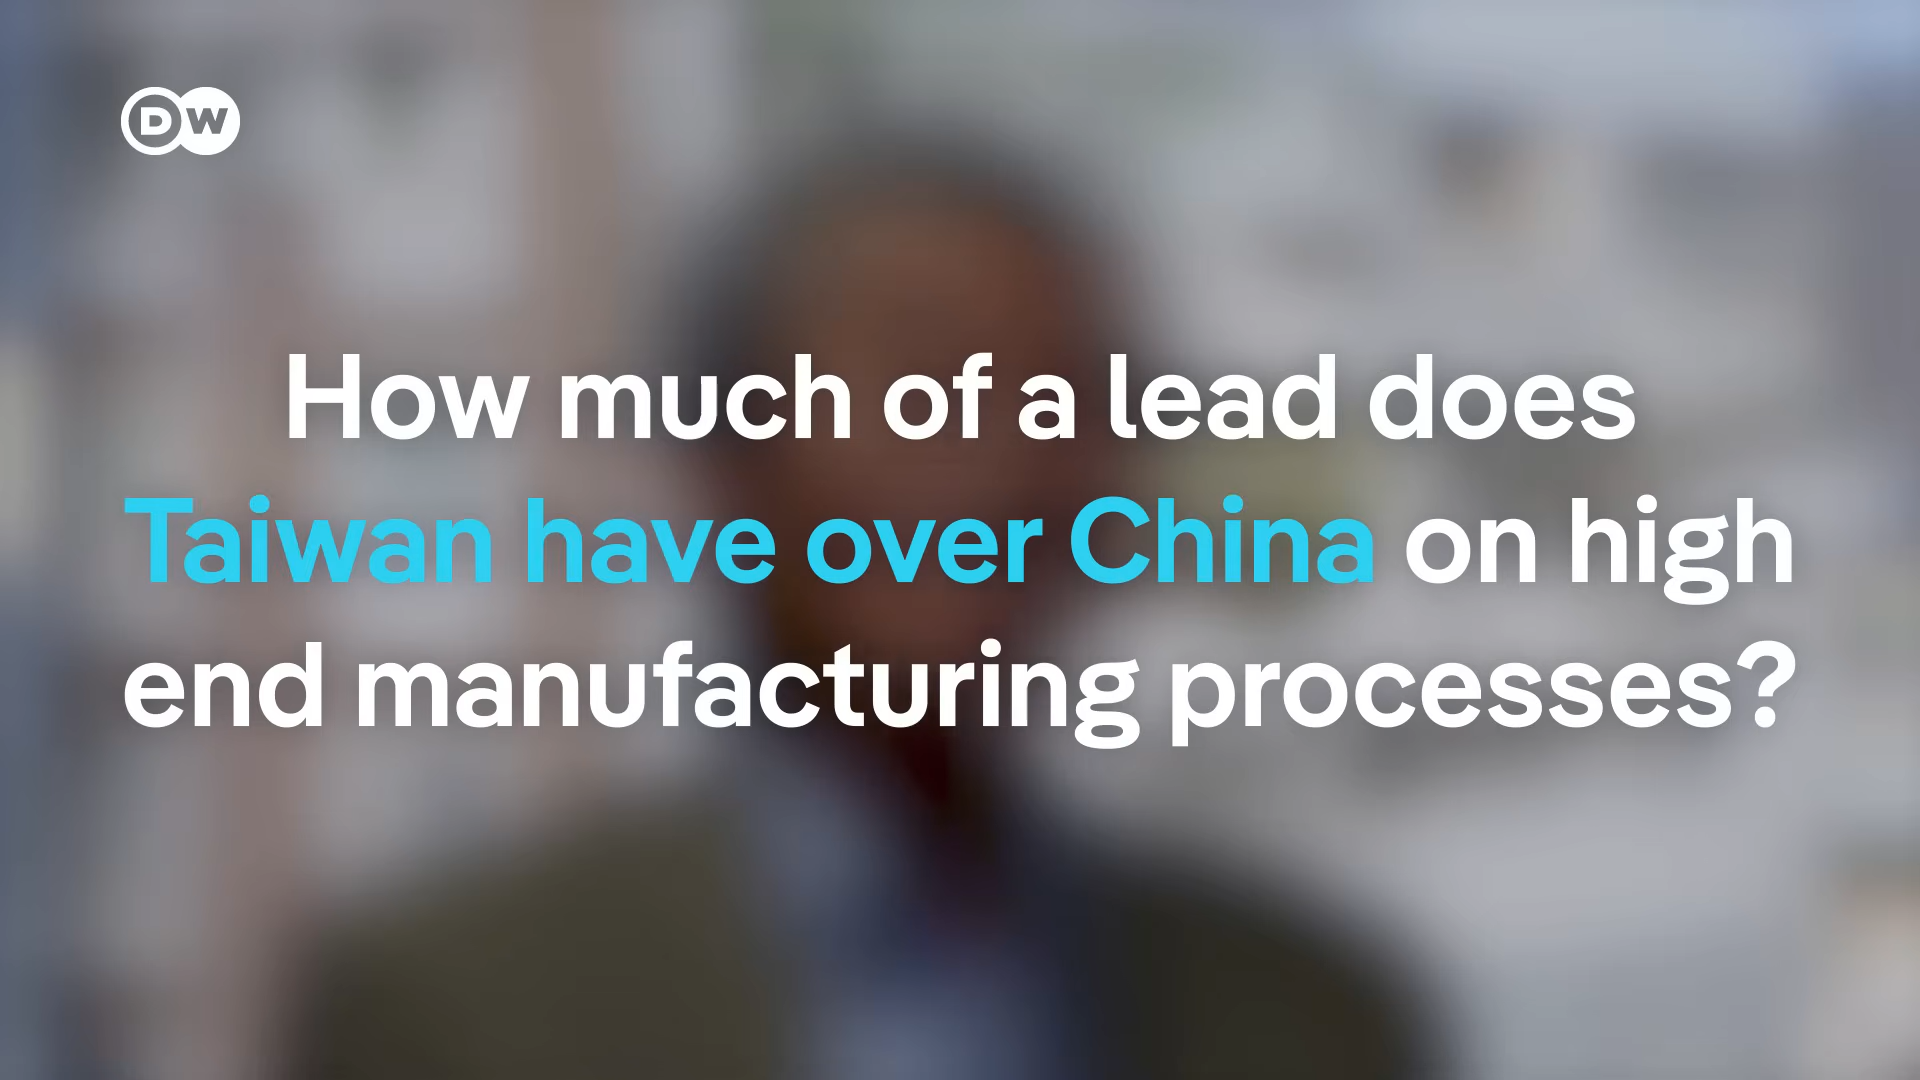 DW
How much of a lead does
Taiwan have over China on high
end manufacturing processes?